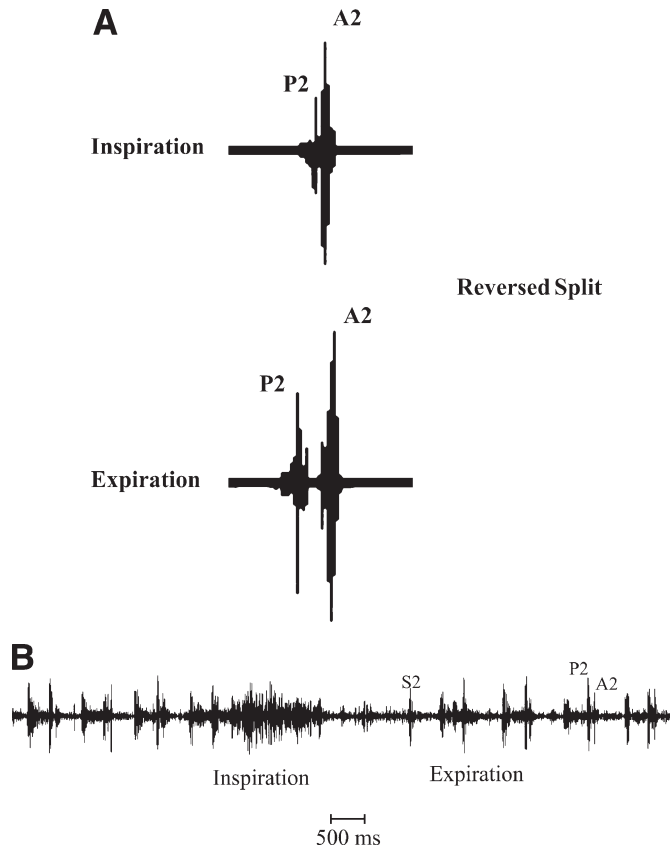 A
A2
P2
Inspiration
Reversed Split
A2
P2
Expiration
B
S2
P2
A2
Inspiration
Expiration
500 ms